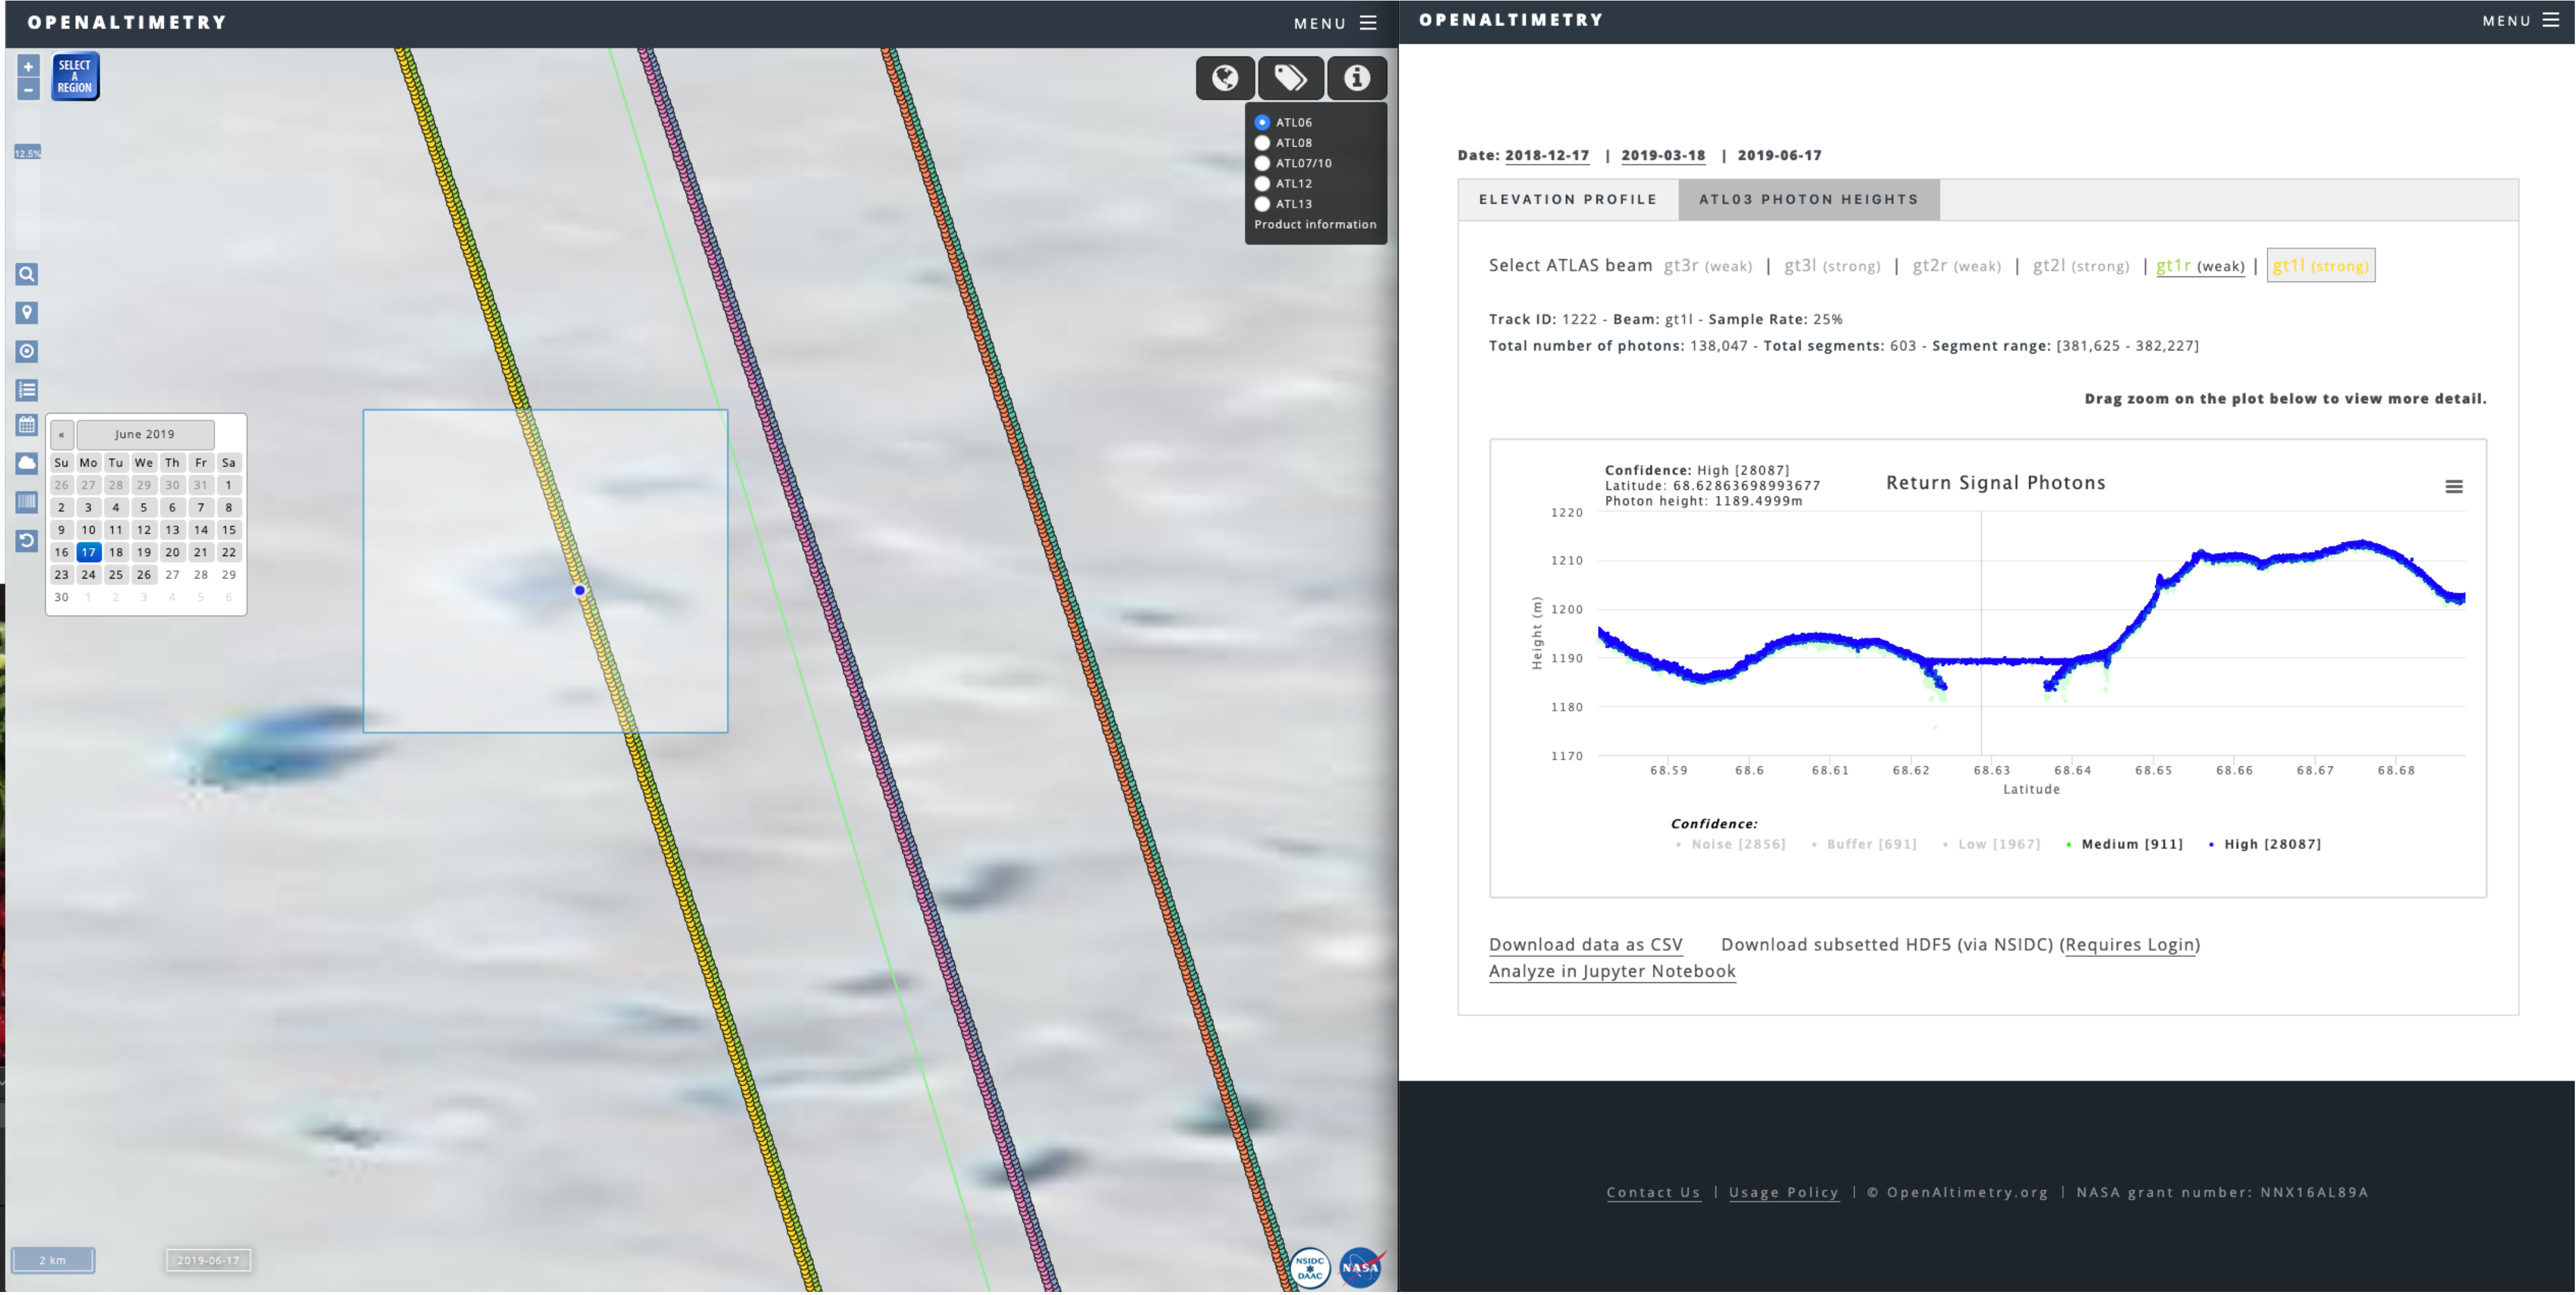 OPENALTIMETRY
MENU
SELECT
A
REGION
12.5%
ATL06
ATL08
ATL07/10
ATL12
ATL13
Product information
« June 2019
Su Mo Tu We Th Fr Sa
26 27 28 29 30 31 1
2 3 4 5 6 7 8
9 10 11 12 13 14 15
16 17 18 19 20 21 22
23 24 25 26 27 28 29
30 1 2 3 4 5 6
2 km
2019-06-17
NSIDC
DAAC
NASA
OPENALTIMETRY
MENU
Date: 2018-12-17 | 2019-03-18 | 2019-06-17
ELEVATION PROFILE ATL03 PHOTON HEIGHTS
Select ATLAS beam gt3r (weak) | gt3l (strong) | gt2r (weak) | gt2l (strong) | gt1r (weak) | gt1l (strong)
Track ID: 1222 - Beam: gt1l - Sample Rate: 25%
Total number of photons: 138,047 - Total segments: 603 - Segment range: [381,625 - 382,227]
Drag zoom on the plot below to view more detail.
Confidence: High [28087]
Latitude: 68.62863698993677
Photon height: 1189.4999m
Return Signal Photons
1220
1210
1200
1190
1180
1170
Height (m)
68.59 68.6 68.61 68.62 68.63 68.64 68.65 68.66 68.67 68.68
Latitude
Confidence:
Noise [2856] Buffer [691] Low [1967] Medium [911] High [28087]
Download data as CSV Download subsetted HDF5 (via NSIDC) (Requires Login)
Analyze in Jupyter Notebook
Contact Us | Usage Policy | © OpenAltimetry.org | NASA grant number: NNX16AL89A